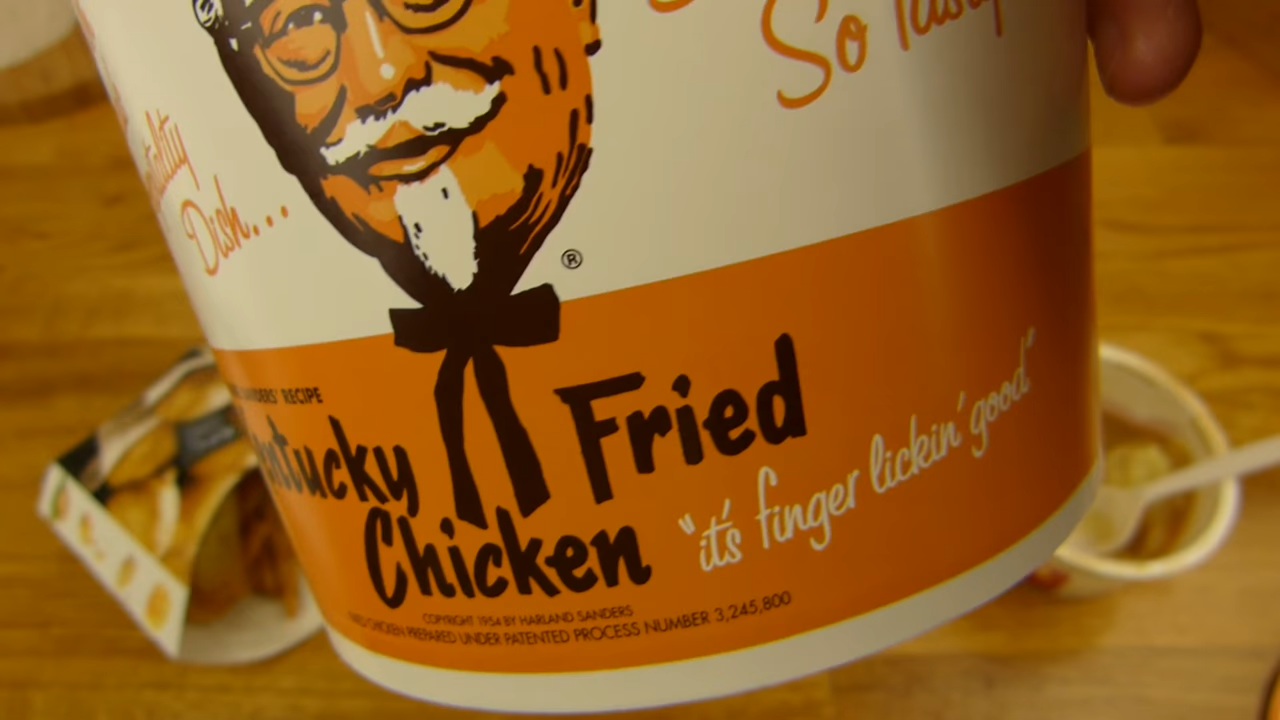 So Tasty
Dish...
®
SANDERS' RECIPE
Kentucky
Fried
Chicken
"it's finger lickin' good"
COPYRIGHT 1954 BY HARLAND SANDERS
CHICKEN PREPARED UNDER PATENTED PROCESS NUMBER 3,245,800